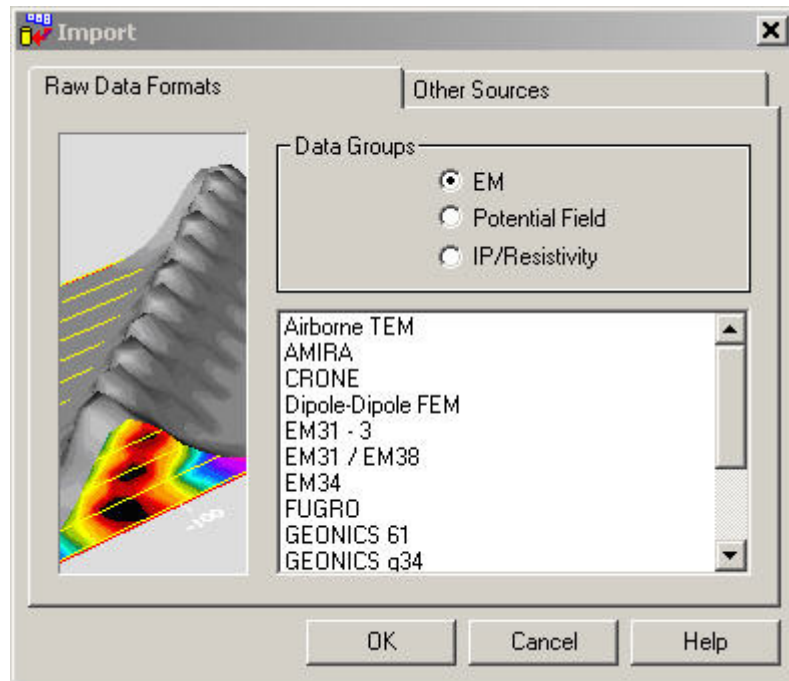 Import
Raw Data Formats
Other Sources
Data Groups
EM
Potential Field
IP/Resistivity
Airborne TEM
AMIRA
CRONE
Dipole-Dipole FEM
EM31 - 3
EM31 / EM38
EM34
FUGRO
GEONICS 61
GEONICS q34
-100
OK
Cancel
Help